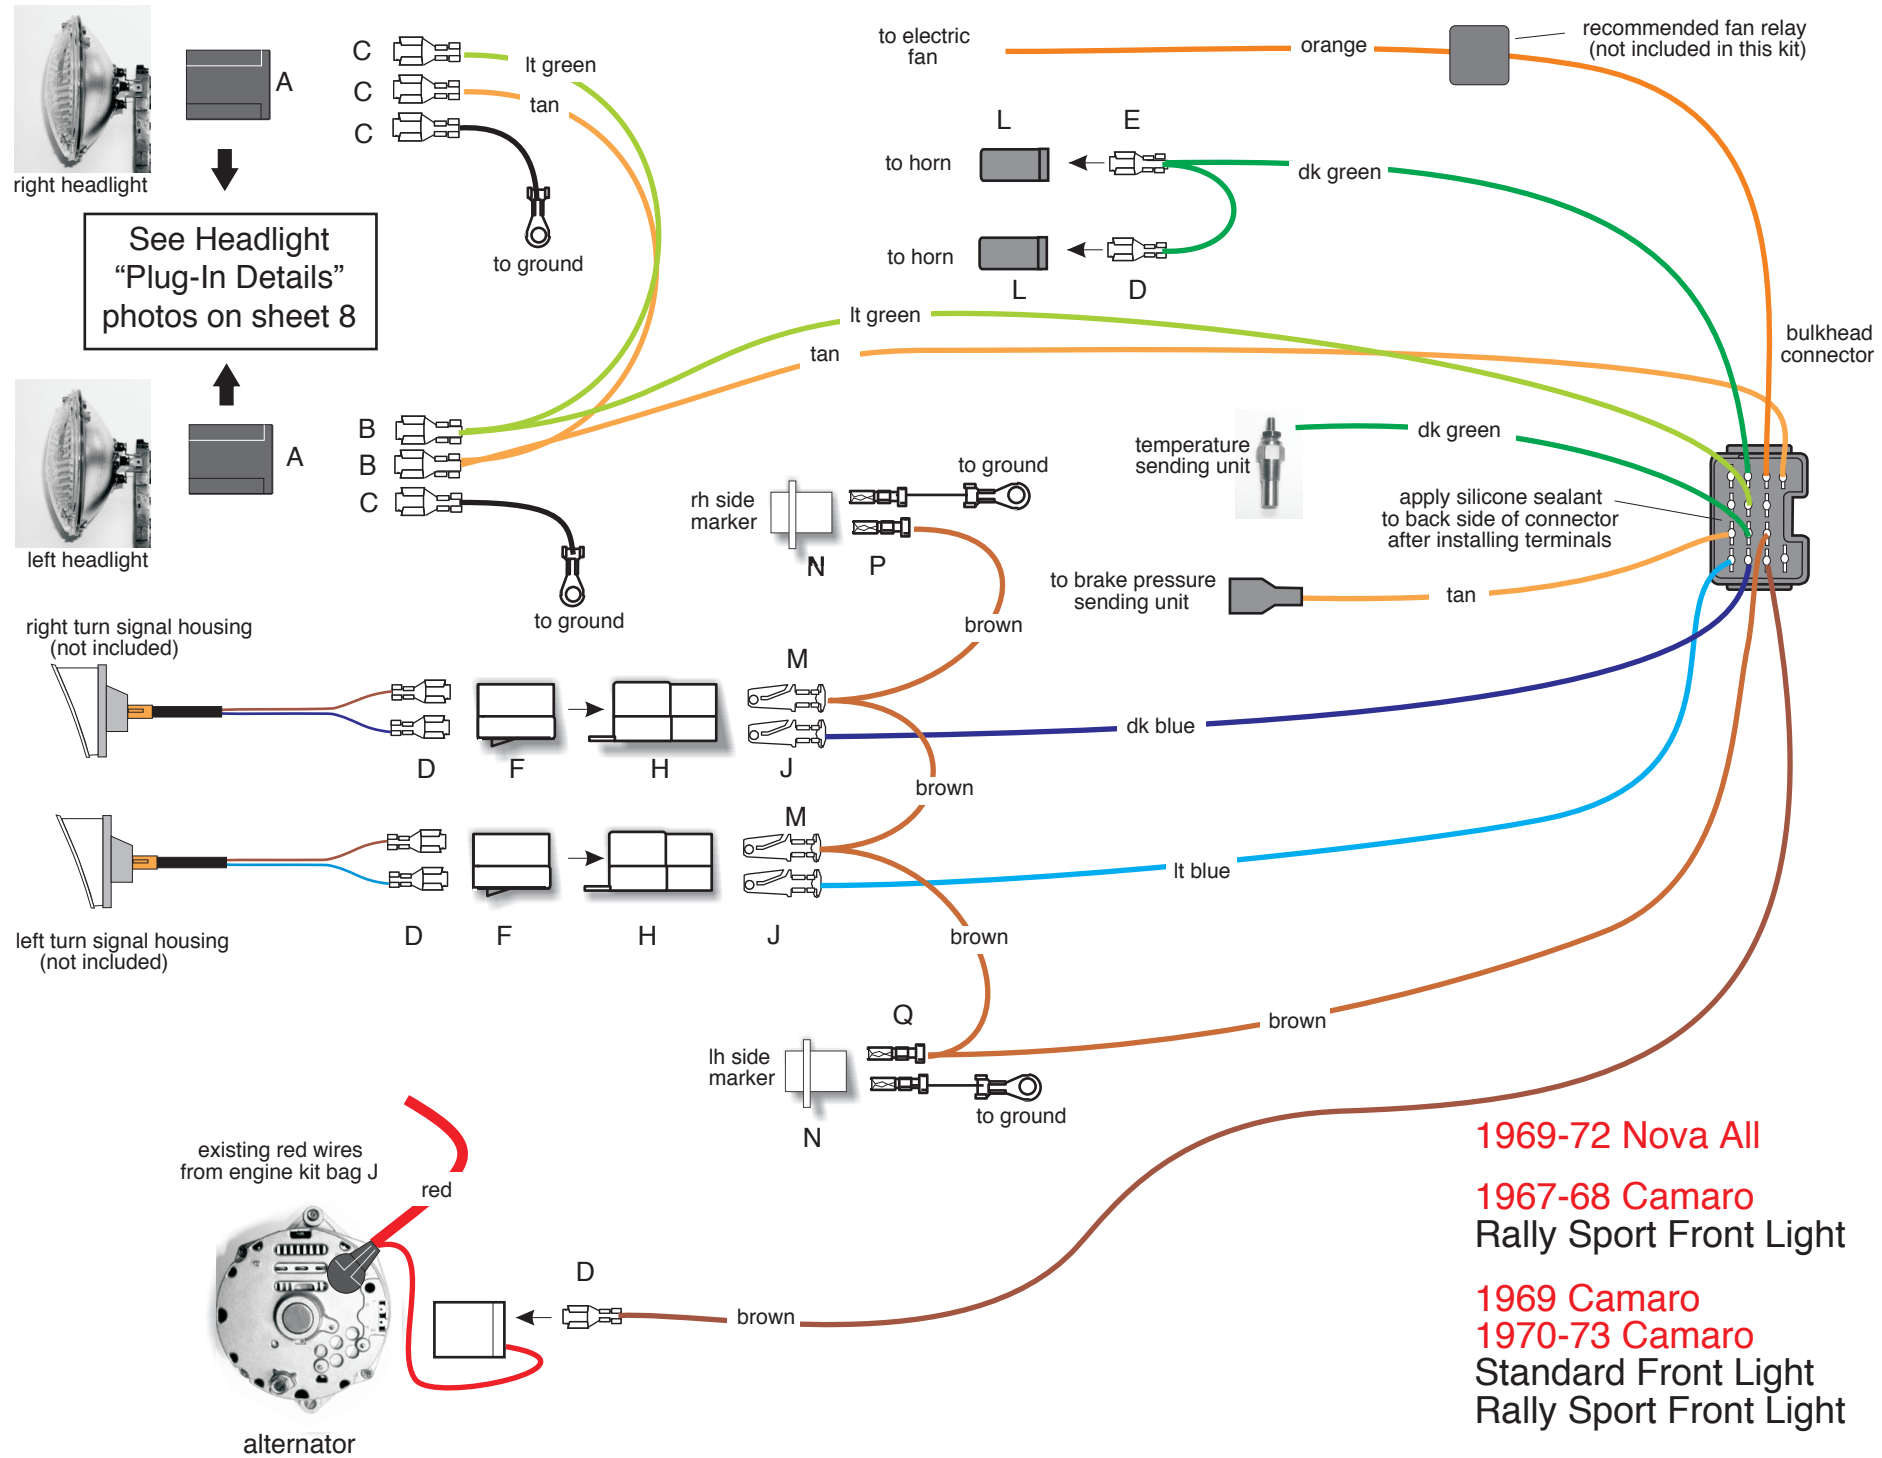 to electric
fan
orange
recommended fan relay
(not included in this kit)
C
lt green
A
C
tan
C
right headlight
to ground
L
E
to horn
dk green
to horn
L
D
See Headlight
“Plug-In Details”
photos on sheet 8
lt green
tan
bulkhead
connector
B
A
B
C
left headlight
to ground
temperature
sending unit
dk green
apply silicone sealant
to back side of connector
after installing terminals
to ground
rh side
marker
N
P
to brake pressure
sending unit
tan
brown
right turn signal housing
(not included)
M
dk blue
D
F
H
J
brown
M
lt blue
left turn signal housing
(not included)
D
F
H
J
brown
Q
brown
lh side
marker
to ground
N
existing red wires
from engine kit bag J
red
D
brown
alternator
1969-72 Nova All
1967-68 Camaro
Rally Sport Front Light
1969 Camaro
1970-73 Camaro
Standard Front Light
Rally Sport Front Light